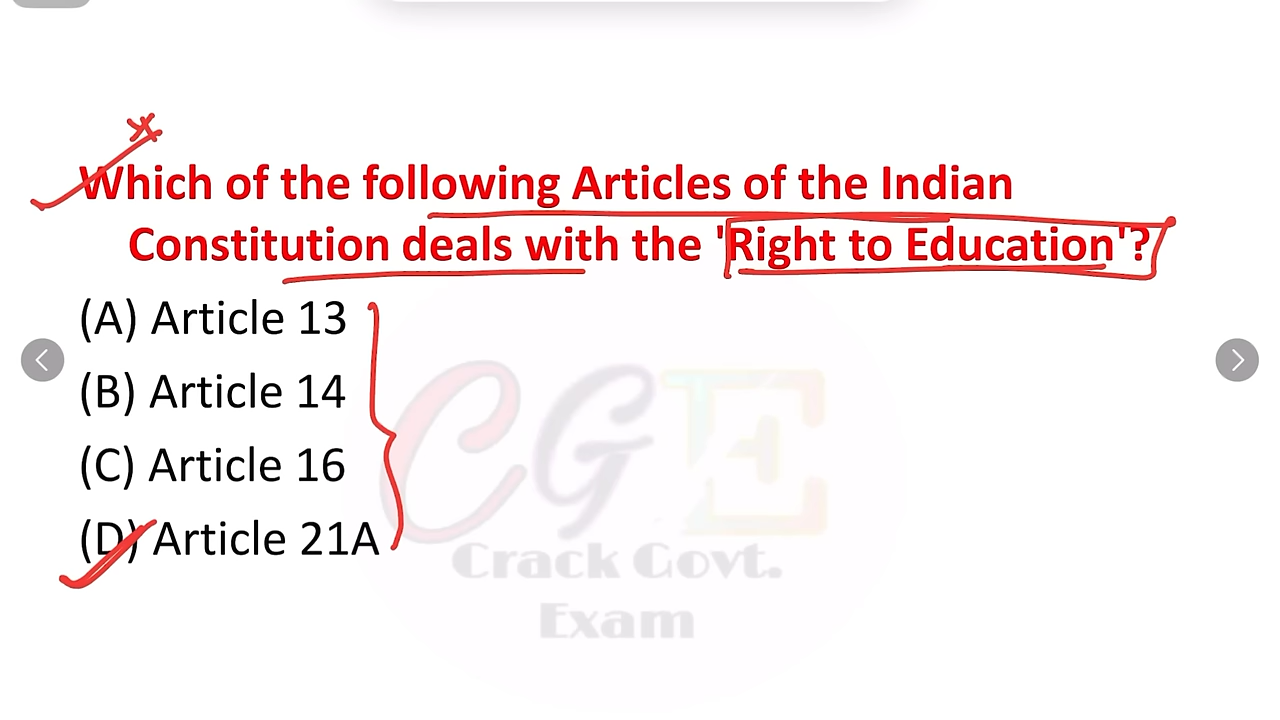 Which of the following Articles of the Indian
Constitution deals with the 'Right to Education'?
(A) Article 13
(B) Article 14
(C) Article 16
(D) Article 21A
CGE
Crack Govt.
Exam